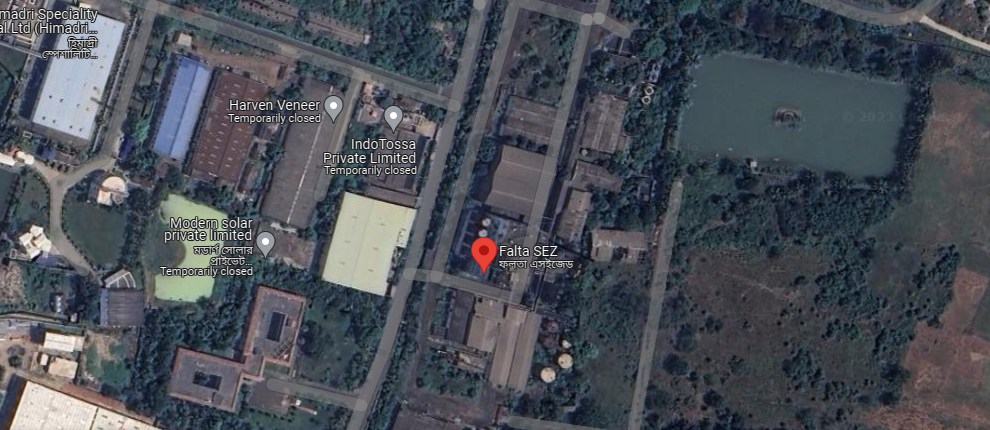 madri Speciality
al Ltd (Himadri...
হিমাদ্রী
স্পেশালিটি...
Harven Veneer
Temporarily closed
IndoTossa
Private Limited
Temporarily closed
Modern solar
private limited
মডার্ণ সোলার
প্রাইভেট...
Temporarily closed
Falta SEZ
ফলতা এসইজেড
© 2023